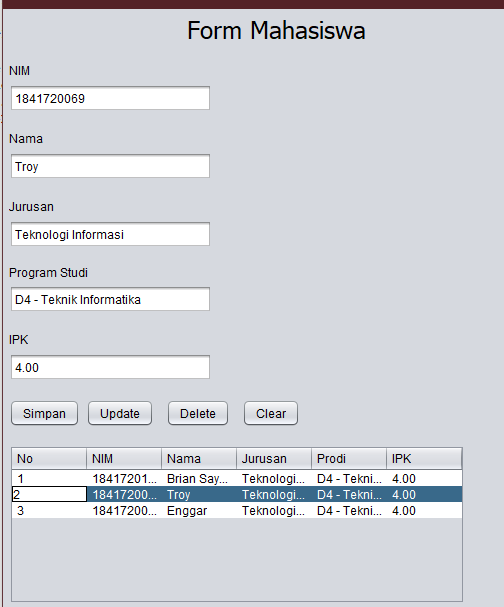 Form Mahasiswa
NIM
1841720069
Nama
Troy
Jurusan
Teknologi Informasi
Program Studi
D4 - Teknik Informatika
IPK
4.00
Simpan Update Delete Clear
No NIM Nama Jurusan Prodi IPK
1 18417201... Brian Say... Teknologi... D4 - Tekni... 4.00
2 18417200... Troy Teknologi... D4 - Tekni... 4.00
3 18417200... Enggar Teknologi... D4 - Tekni... 4.00